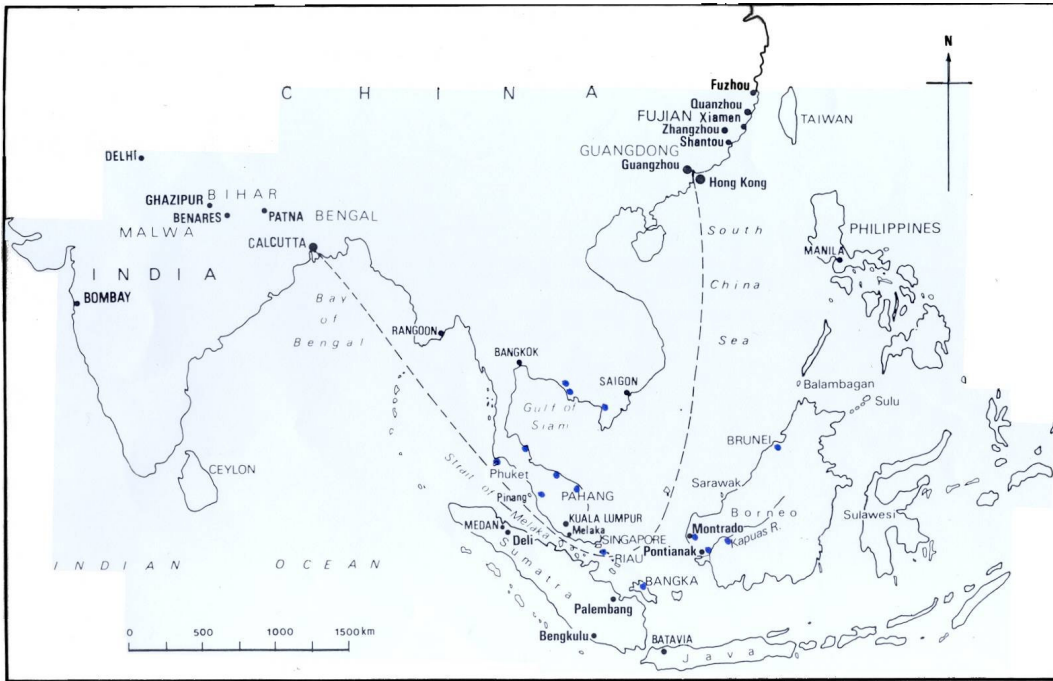 N
C H I N A
Fuzhou
Quanzhou
FUJIAN Xiamen
Zhangzhou
Shantou
TAIWAN
GUANGDONG
Guangzhou
Hong Kong
DELHI
GHAZIPUR
BIHAR
BENARES
PATNA
BENGAL
MALWA
CALCUTTA
INDIA
BOMBAY
Bay
of
Bengal
RANGOON
BANGKOK
SAIGON
Gulf of
Siam
South
China
Sea
PHILIPPINES
MANILA
Balambagan
Sulu
BRUNEI
CEYLON
Phuket
Pinang
Strait of
Melaka
PAHANG
KUALA LUMPUR
Melaka
MEDAN
Deli
SINGAPORE
RIAU
Sumatra
Sarawak
Borneo
Montrado
Kapuas R.
Pontianak
Sulawesi
BANGKA
INDIAN OCEAN
Palembang
Bengkulu
BATAVIA
Java
0 500 1000 1500 km